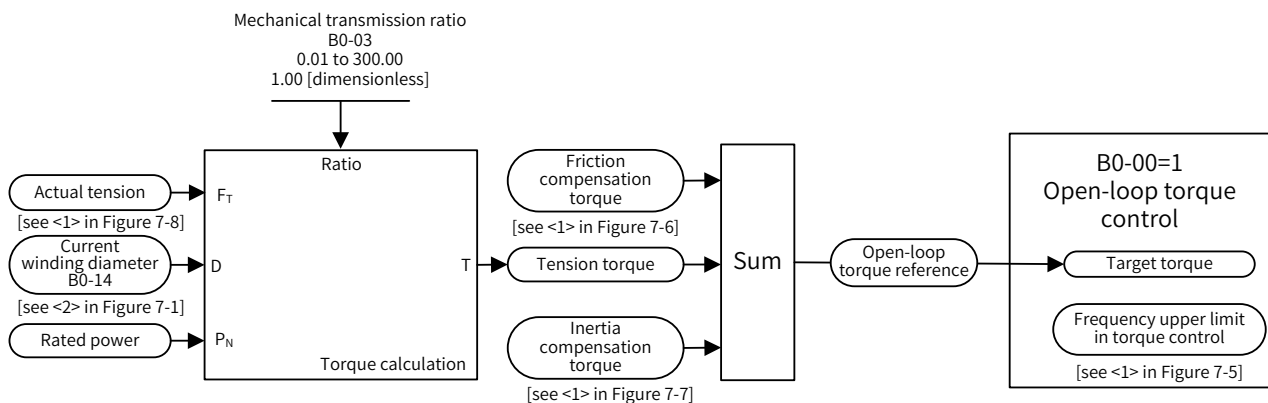 Mechanical transmission ratio
B0-03
0.01 to 300.00
1.00 [dimensionless]
Ratio
Actual tension
F_T
[see <1> in Figure 7-8]
Current
winding diameter
B0-14
D
[see <2> in Figure 7-1]
Rated power
P_N
T
Torque calculation
Friction
compensation
torque
[see <1> in Figure 7-6]
Tension torque
Inertia
compensation
torque
[see <1> in Figure 7-7]
Sum
Open-loop
torque reference
B0-00=1
Open-loop torque
control
Target torque
Frequency upper limit
in torque control
[see <1> in Figure 7-5]